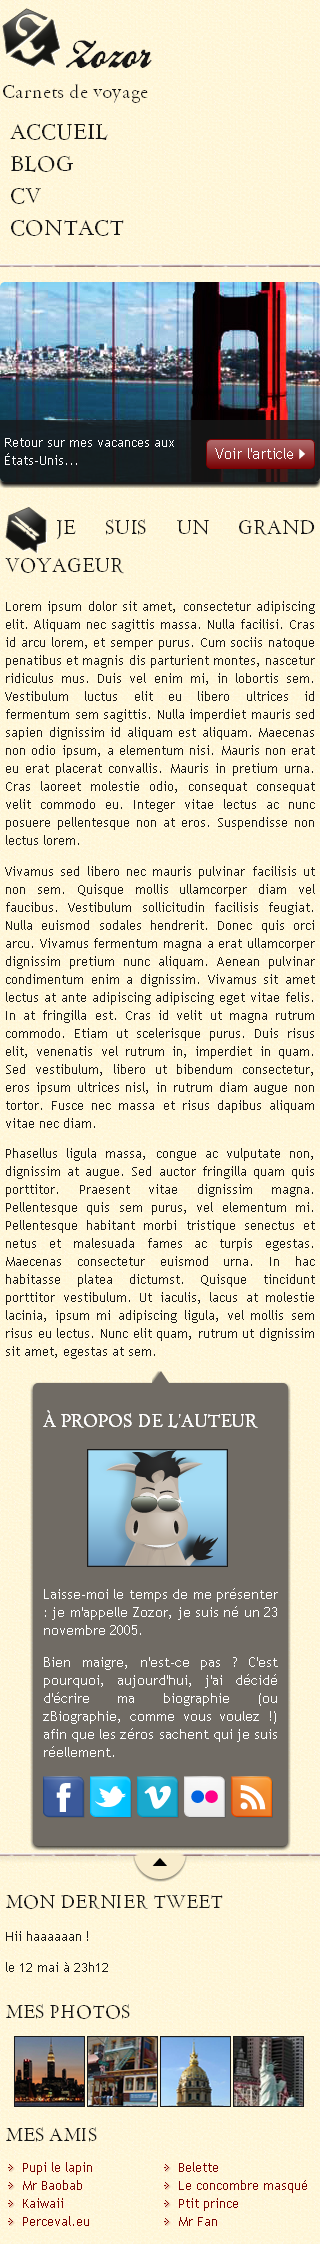 Zozor
Carnets de voyage
ACCUEIL
BLOG
CV
CONTACT
Retour sur mes vacances aux
États-Unis...
Voir l'article
JE SUIS UN GRAND
VOYAGEUR
Lorem ipsum dolor sit amet, consectetur adipiscing
elit. Aliquam nec sagittis massa. Nulla facilisi. Cras
id arcu lorem, et semper purus. Cum sociis natoque
penatibus et magnis dis parturient montes, nascetur
ridiculus mus. Duis vel enim mi, in lobortis sem.
Vestibulum luctus elit eu libero ultrices id
fermentum sem sagittis. Nulla imperdiet mauris sed
sapien dignissim id aliquam est aliquam. Maecenas
non odio ipsum, a elementum nisi. Mauris non erat
eu erat placerat convallis. Mauris in pretium urna.
Cras laoreet molestie odio, consequat consequat
velit commodo eu. Integer vitae lectus ac nunc
posuere pellentesque non at eros. Suspendisse non
lectus lorem.
Vivamus sed libero nec mauris pulvinar facilisis ut
non sem. Quisque mollis ullamcorper diam vel
faucibus. Vestibulum sollicitudin facilisis feugiat.
Nulla euismod sodales hendrerit. Donec quis orci
arcu. Vivamus fermentum magna a erat ullamcorper
dignissim pretium nunc aliquam. Aenean pulvinar
condimentum enim a dignissim. Vivamus sit amet
lectus at ante adipiscing adipiscing eget vitae felis.
In at fringilla est. Cras id velit ut magna rutrum
commodo. Etiam ut scelerisque purus. Duis risus
elit, venenatis vel rutrum in, imperdiet in quam.
Sed vestibulum, libero ut bibendum consectetur,
eros ipsum ultrices nisl, in rutrum diam augue non
tortor. Fusce nec massa et risus dapibus aliquam
vitae nec diam.
Phasellus ligula massa, congue ac vulputate non,
dignissim at augue. Sed auctor fringilla quam quis
porttitor. Praesent vitae dignissim magna.
Pellentesque quis sem purus, vel elementum mi.
Pellentesque habitant morbi tristique senectus et
netus et malesuada fames ac turpis egestas.
Maecenas consectetur euismod urna. In hac
habitasse platea dictumst. Quisque tincidunt
porttitor vestibulum. Ut iaculis, lacus at molestie
lacinia, ipsum mi adipiscing ligula, vel mollis sem
risus eu lectus. Nunc elit quam, rutrum ut dignissim
sit amet, egestas at sem.
À PROPOS DE L'AUTEUR
Laisse-moi le temps de me présenter
: je m'appelle Zozor, je suis né un 23
novembre 2005.
Bien maigre, n'est-ce pas ? C'est
pourquoi, aujourd'hui, j'ai décidé
d'écrire ma biographie (ou
zBiographie, comme vous voulez !)
afin que les zéros sachent qui je suis
réellement.
MON DERNIER TWEET
Hii haaaaaan !
le 12 mai à 23h12
MES PHOTOS
MES AMIS
Pupi le lapin
Mr Baobab
Kaiwaii
Perceval.eu
Belette
Le concombre masqué
Ptit prince
Mr Fan